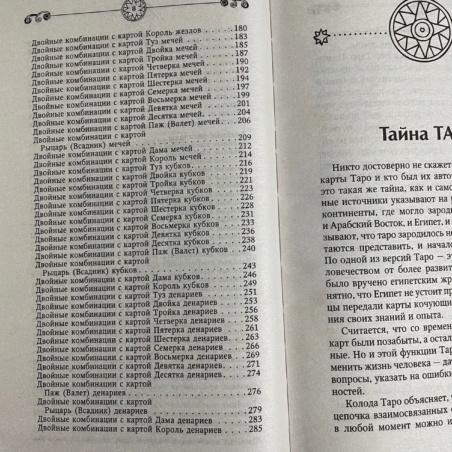 8
Двойные комбинации с картой Король жезлов . . . 180
Двойные комбинации с картой Туз мечей . . . . . . . 183
Двойные комбинации с картой Двойка мечей . . . . 185
Двойные комбинации с картой Тройка мечей . . . . 187
Двойные комбинации с картой Четверка мечей . . . 190
Двойные комбинации с картой Пятерка мечей . . . . 192
Двойные комбинации с картой Шестерка мечей . . . 194
Двойные комбинации с картой Семерка мечей . . . . 197
Двойные комбинации с картой Восьмерка мечей . . 199
Двойные комбинации с картой Девятка мечей . . . . 201
Двойные комбинации с картой Десятка мечей . . . . 204
Двойные комбинации с картой Паж (Валет) мечей . 206
Двойные комбинации с картой
Рыцарь (Всадник) мечей . . . . . . . . . . . 209
Двойные комбинации с картой Дама мечей . . . . . . 212
Двойные комбинации с картой Король мечей . . . . . 214
Двойные комбинации с картой Туз кубков . . . . . . . 216
Двойные комбинации с картой Двойка кубков . . . . 219
Двойные комбинации с картой Тройка кубков . . . . 221
Двойные комбинации с картой Четверка кубков . . . 223
Двойные комбинации с картой Пятерка кубков . . . . 226
Двойные комбинации с картой Шестерка кубков . . . 228
Двойные комбинации с картой Семерка кубков . . . . 231
Двойные комбинации с картой Восьмерка кубков . . 233
Двойные комбинации с картой Девятка кубков . . . . 236
Двойные комбинации с картой Десятка кубков . . . . 238
Двойные комбинации с картой Паж (Валет) кубков . 240
Двойные комбинации с картой
Рыцарь (Всадник) кубков . . . . . . . . . . 243
Двойные комбинации с картой Дама кубков . . . . . . 246
Двойные комбинации с картой Король кубков . . . . . 249
Двойные комбинации с картой Туз денариев . . . . . . 251
Двойные комбинации с картой Двойка денариев . . . 253
Двойные комбинации с картой Тройка денариев . . . 256
Двойные комбинации с картой Четверка денариев . . 258
Двойные комбинации с картой Пятерка денариев . . . 261
Двойные комбинации с картой Шестерка денариев . . 263
Двойные комбинации с картой Семерка денариев . . . 266
Двойные комбинации с картой Восьмерка денариев . 269
Двойные комбинации с картой Девятка денариев . . . 271
Двойные комбинации с картой Десятка денариев . . . 274
Двойные комбинации с картой
Паж (Валет) денариев . . . . . . . . . . . . 276
Двойные комбинации с картой
Рыцарь (Всадник) денариев . . . . . . . . . 279
Двойные комбинации с картой Дама денариев . . . . 283
Двойные комбинации с картой Король денариев . . . 285
Тайна ТА
Никто достоверно не скажет
карты Таро и кто был их авто
это такая же тайна, как и само
ные источники указывают на р
континенты, где могло зароди
и Арабский Восток, и Египет, и
зывают, что таро зародилось не
таются представить, и начало
По одной из версий Таро — э
ловечеством от более развит
было вручено египетским жр
нятно, что Египет не устоит пр
цы передали карты кочующи
ния своих знаний и опыта.
Считается, что со времен
карт были позабыты, а остал
ные. Но и этой функции Тар
менить жизнь человека — да
вопросы, указать на ошибки
ностей.
Колода Таро объясняет, ч
цепочка взаимосвязанных с
в любой момент можно и